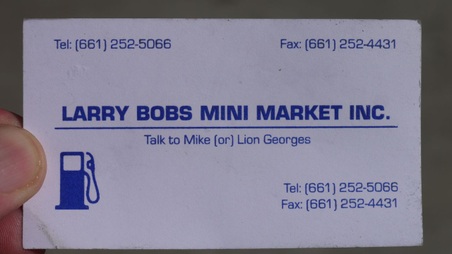 Tel: (661) 252-5066
Fax: (661) 252-4431
LARRY BOBS MINI MARKET INC.
Talk to Mike (or) Lion Georges
Tel: (661) 252-5066
Fax: (661) 252-4431